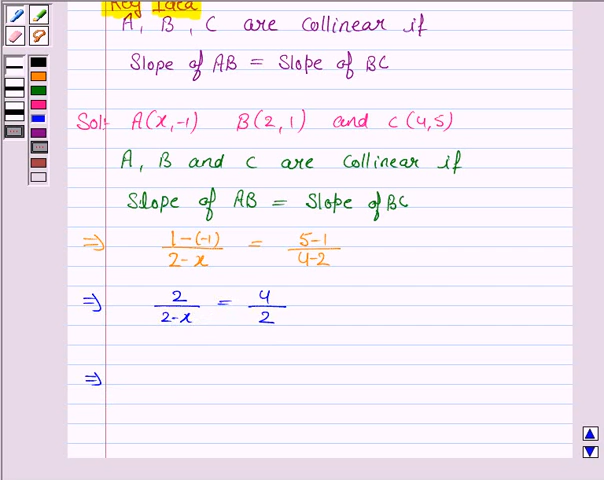 Key Idea
A, B, C are collinear if
Slope of AB = Slope of BC
Sol:- A(x,-1) B(2,1) and C(4,5)
A, B and C are collinear if
Slope of AB = Slope of BC
⇒ 1-(-1)/2-x = 5-1/4-2
⇒ 2/2-x = 4/2
⇒